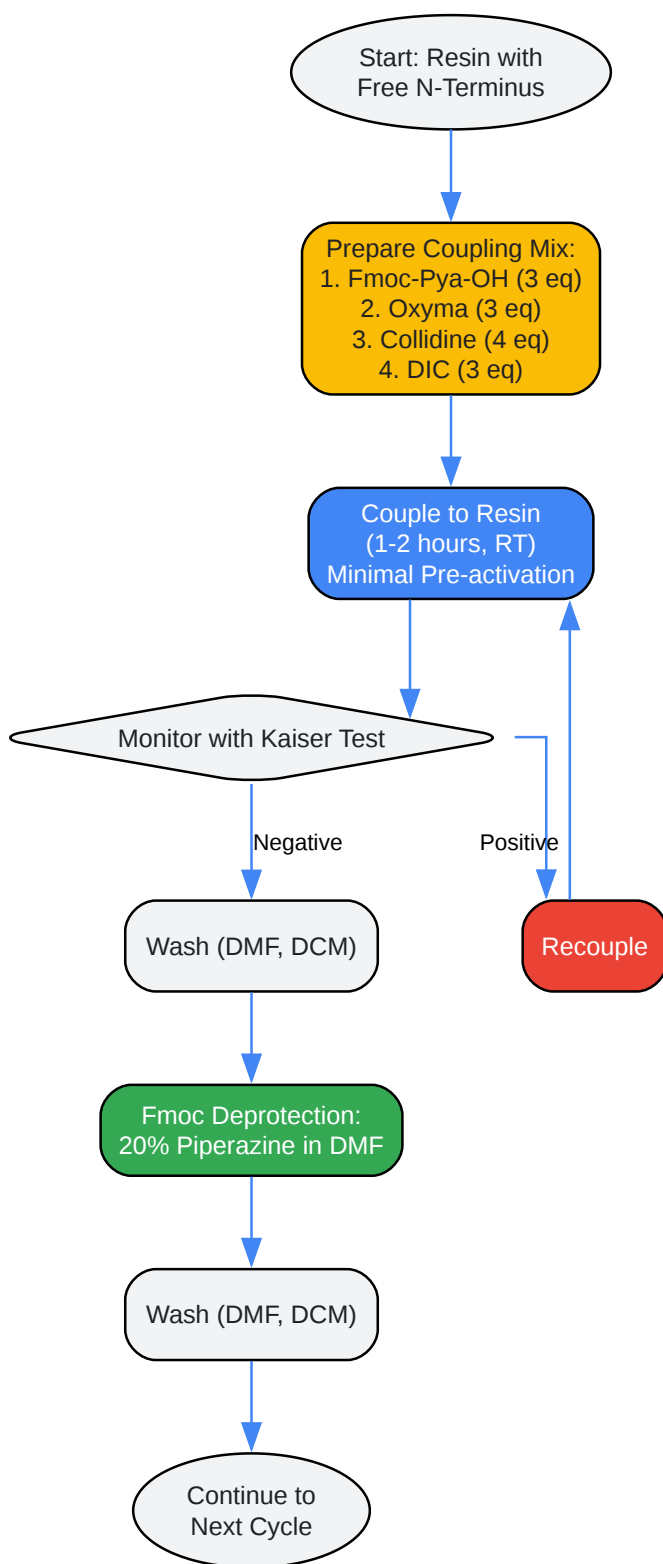 Start: Resin with
Free N-Terminus
Prepare Coupling Mix:
1. Fmoc-Pya-OH (3 eq)
2. Oxyma (3 eq)
3. Collidine (4 eq)
4. DIC (3 eq)
Couple to Resin
(1-2 hours, RT)
Minimal Pre-activation
Monitor with Kaiser Test
Negative
Positive
Wash (DMF, DCM)
Recouple
Fmoc Deprotection:
20% Piperazine in DMF
Wash (DMF, DCM)
Continue to
Next Cycle